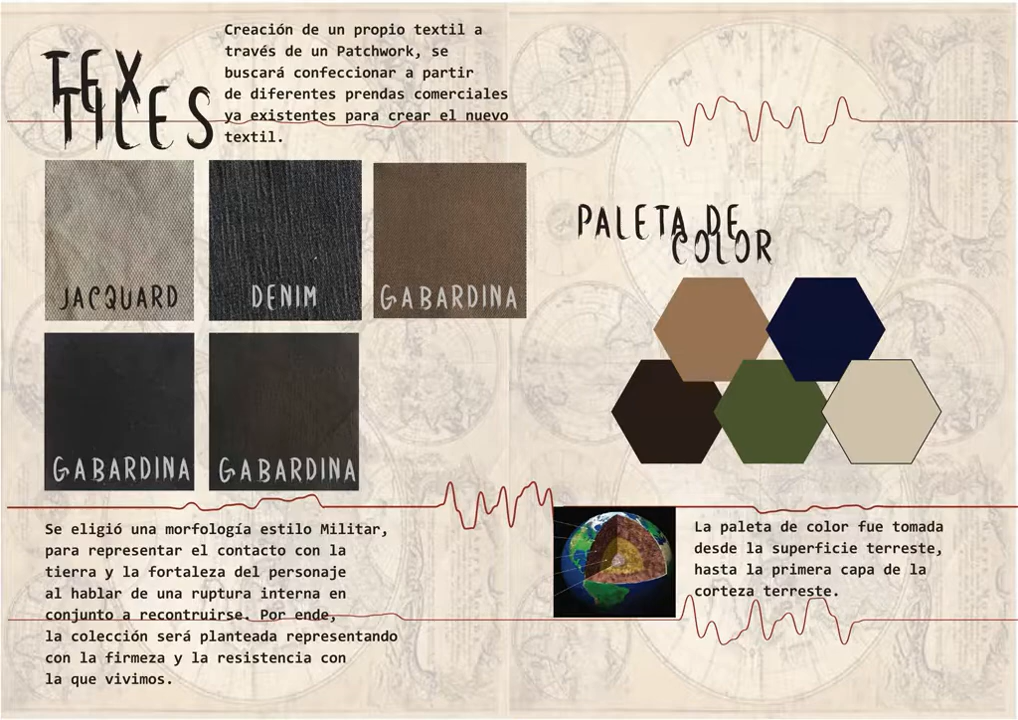 TEX
TILES
Creación de un propio textil a
través de un Patchwork, se
buscará confeccionar a partir
de diferentes prendas comerciales
ya existentes para crear el nuevo
textil.
JACQUARD
DENIM
GABARDINA
GABARDINA
GABARDINA
Se eligió una morfología estilo Militar,
para representar el contacto con la
tierra y la fortaleza del personaje
al hablar de una ruptura interna en
conjunto a recontruirse. Por ende,
la colección será planteada representando
con la firmeza y la resistencia con
la que vivimos.
PALETA DE
COLOR
La paleta de color fue tomada
desde la superficie terreste,
hasta la primera capa de la
corteza terreste.